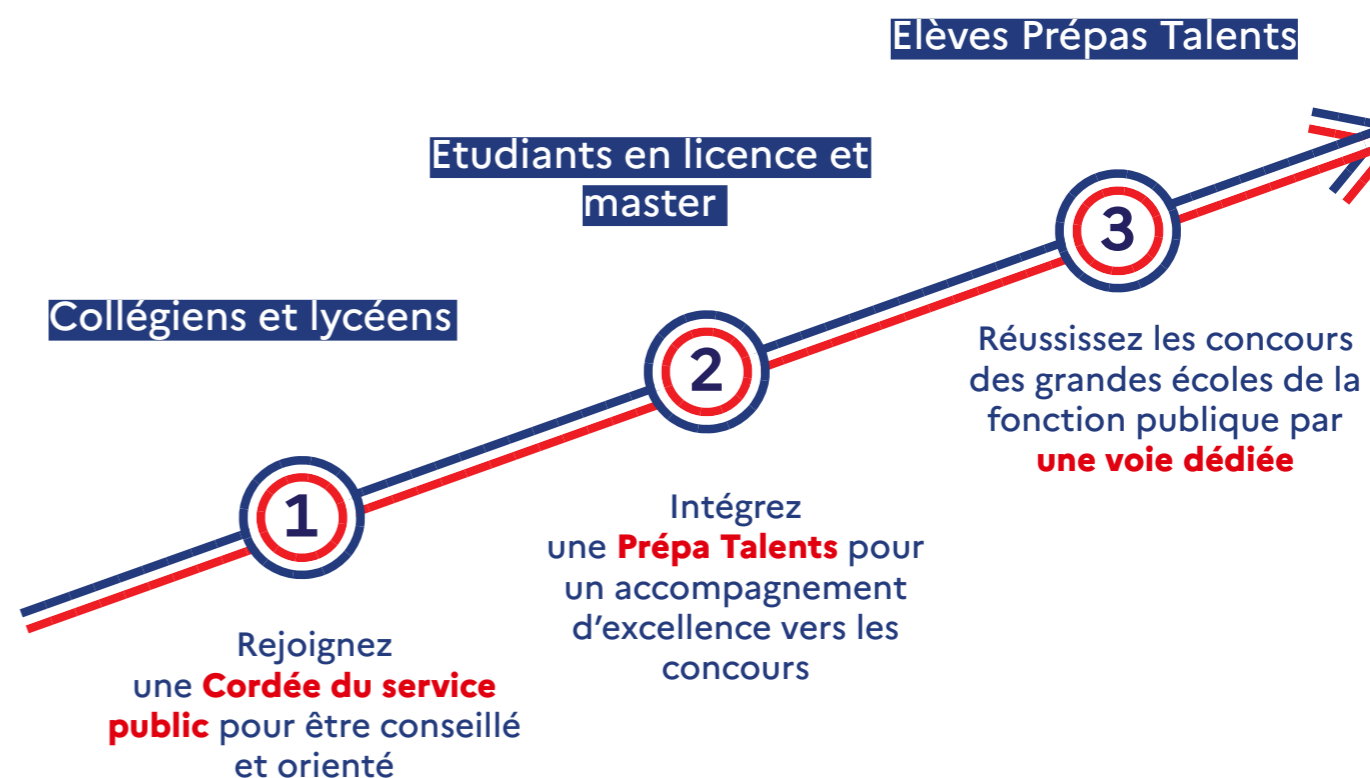 Collégiens et lycéens
1
Rejoignez
une Cordée du service
public pour être conseillé
et orienté
Etudiants en licence et
master
2
Intégrez
une Prépa Talents pour
un accompagnement
d’excellence vers les
concours
Elèves Prépas Talents
3
Réussissez les concours
des grandes écoles de la
fonction publique par
une voie dédiée